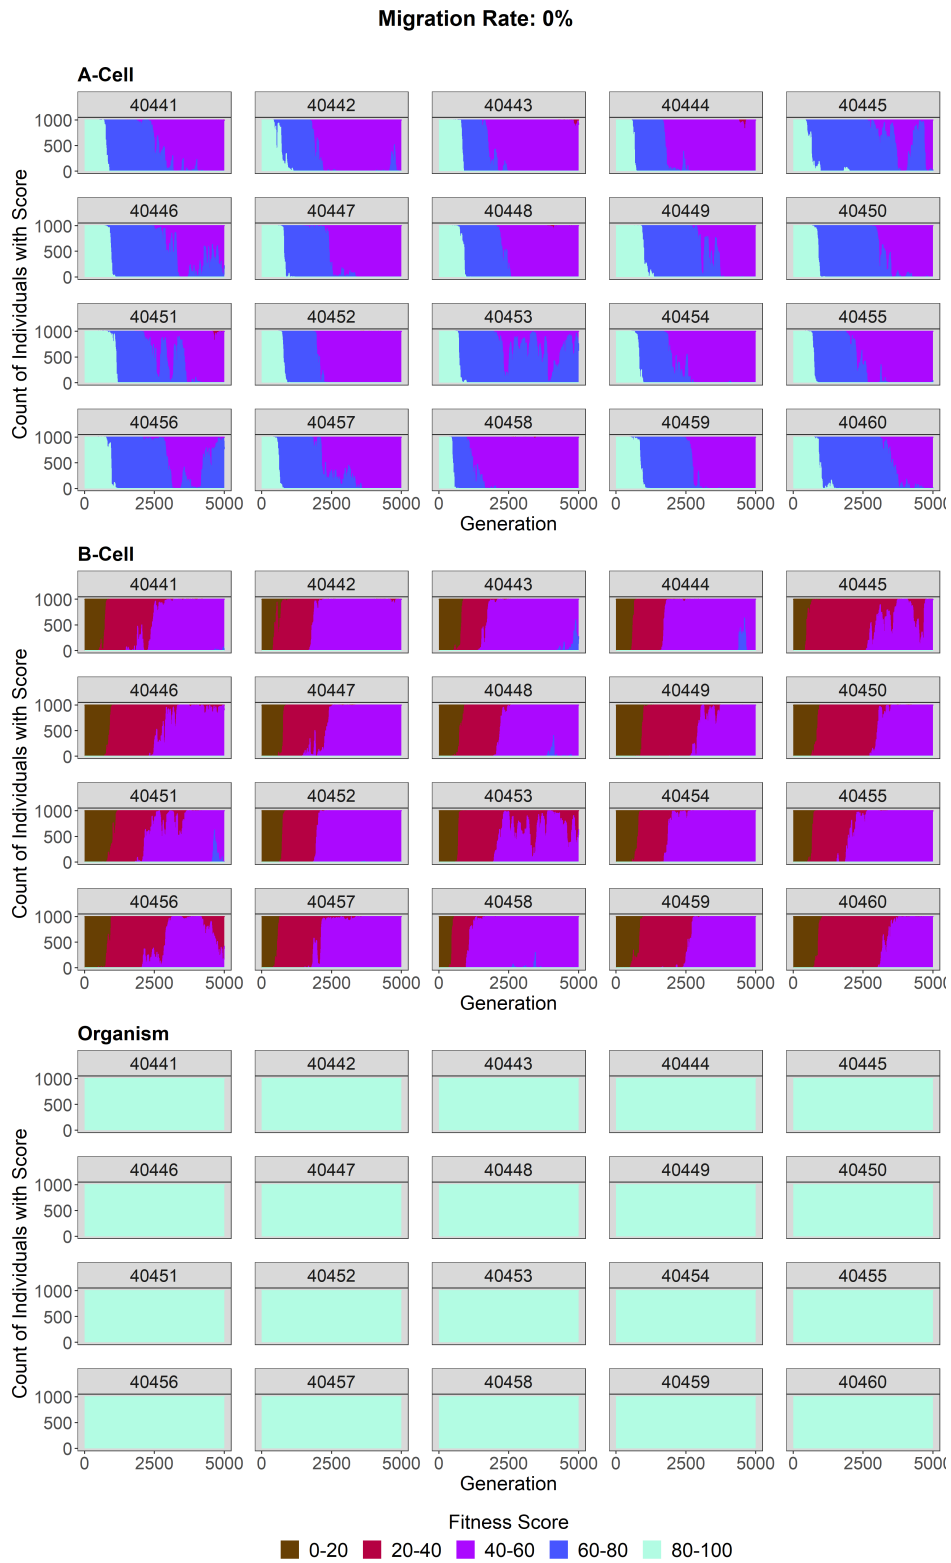 Migration Rate: 0%
A-Cell
Count of Individuals with Score
40441 40442 40443 40444 40445
1000
500
0
40446 40447 40448 40449 40450
1000
500
0
40451 40452 40453 40454 40455
1000
500
0
40456 40457 40458 40459 40460
1000
500
0
0 2500 5000 0 2500 5000 0 2500 5000 0 2500 5000 0 2500 5000
Generation
B-Cell
Count of Individuals with Score
40441 40442 40443 40444 40445
1000
500
0
40446 40447 40448 40449 40450
1000
500
0
40451 40452 40453 40454 40455
1000
500
0
40456 40457 40458 40459 40460
1000
500
0
0 2500 5000 0 2500 5000 0 2500 5000 0 2500 5000 0 2500 5000
Generation
Organism
Count of Individuals with Score
40441 40442 40443 40444 40445
1000
500
0
40446 40447 40448 40449 40450
1000
500
0
40451 40452 40453 40454 40455
1000
500
0
40456 40457 40458 40459 40460
1000
500
0
0 2500 5000 0 2500 5000 0 2500 5000 0 2500 5000 0 2500 5000
Generation
Fitness Score
0-20 20-40 40-60 60-80 80-100